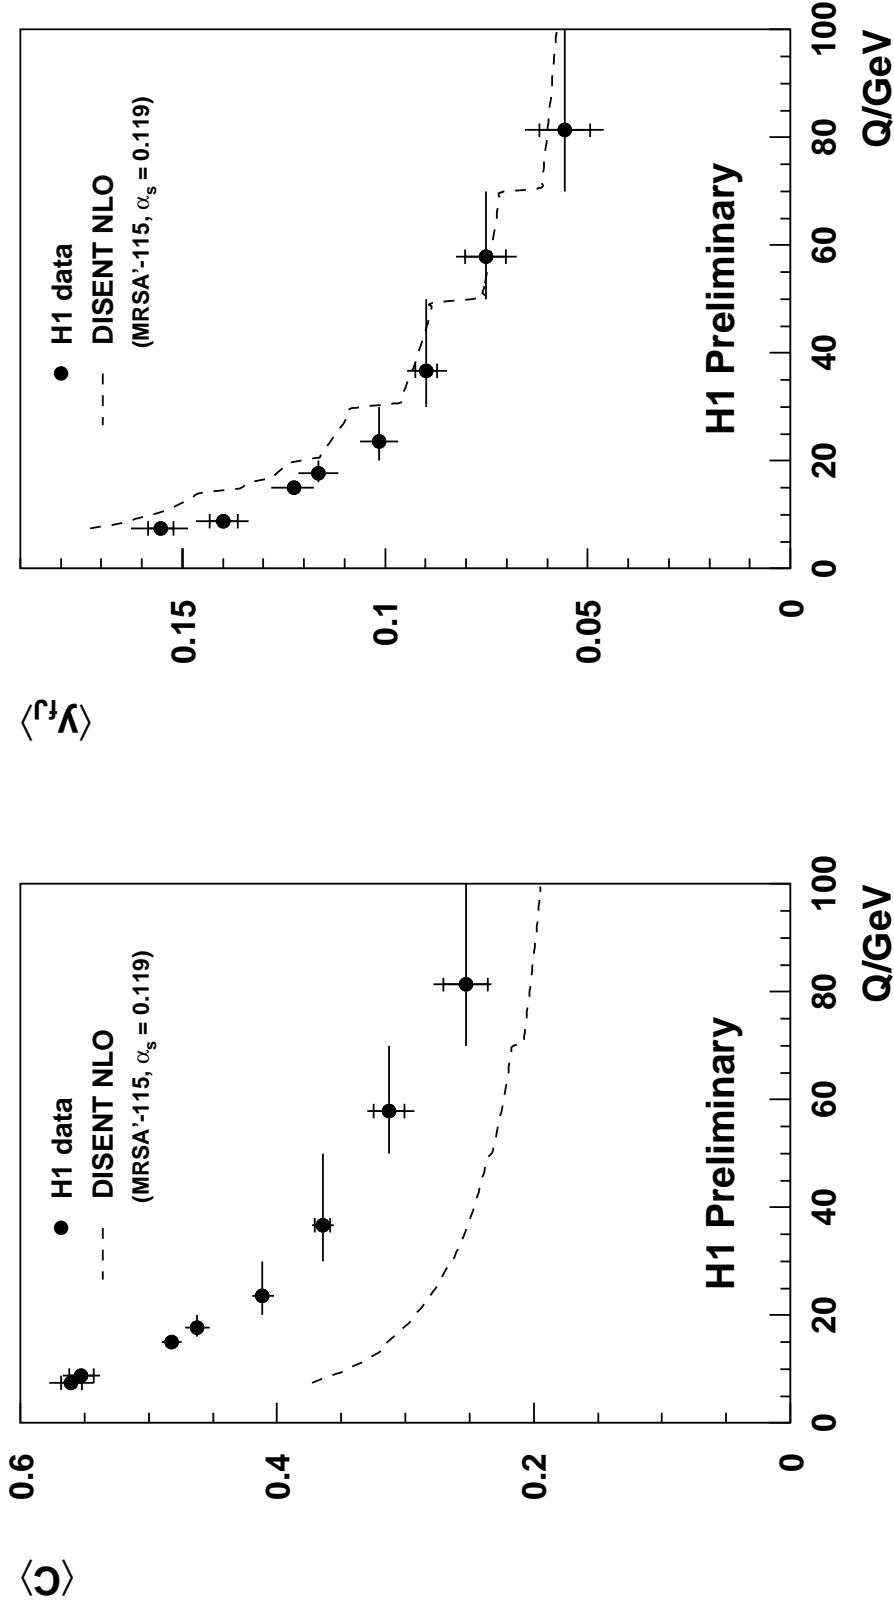 ⟨C⟩
0.6
0.4
0.2
0
H1 data
DISENT NLO
(MRSA'-115, αs = 0.119)
H1 Preliminary
0 20 40 60 80 100
Q/GeV
⟨yfJ⟩
0.15
0.1
0.05
0
H1 data
DISENT NLO
(MRSA'-115, αs = 0.119)
H1 Preliminary
0 20 40 60 80 100
Q/GeV